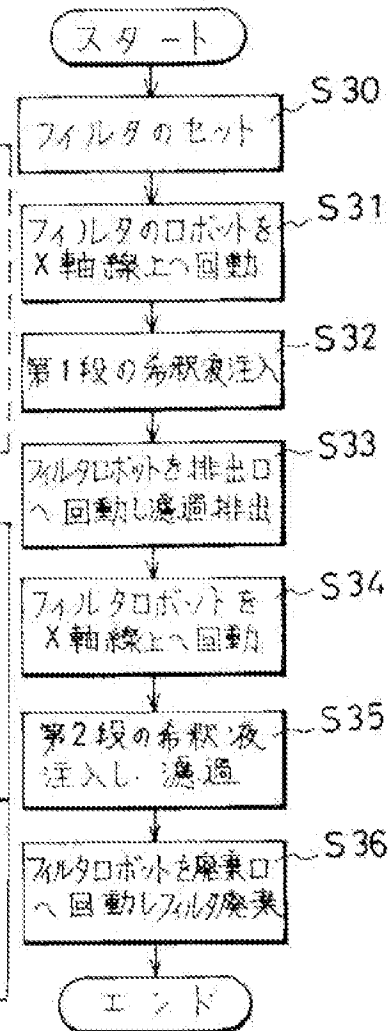 スタート
S30
フィルタのセット
S31
フィルタのロボットを
X軸線上へ回動
S32
第1段の希釈液注入
S33
フィルタロボットを排出口
へ回動し濾過排出
S34
フィルタロボットを
X軸線上へ回動
S35
第2段の希釈液
注入し濾過
S36
フィルタロボットを廃棄口
へ回動しフィルタ廃棄
エンド